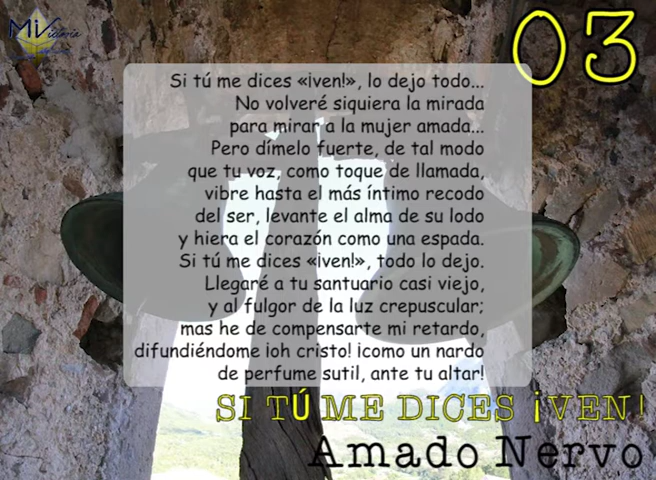 Mi Victoria
03
Si tú me dices «¡ven!», lo dejo todo...
No volveré siquiera la mirada
para mirar a la mujer amada...
Pero dímelo fuerte, de tal modo
que tu voz, como toque de llamada,
vibre hasta el más íntimo recodo
del ser, levante el alma de su lodo
y hiera el corazón como una espada.
Si tú me dices «¡ven!», todo lo dejo.
Llegaré a tu santuario casi viejo,
y al fulgor de la luz crepuscular;
mas he de compensarte mi retardo,
difundiéndome ¡oh cristo! ¡como un nardo
de perfume sutil, ante tu altar!
SI TÚ ME DICES ¡VEN!
Amado Nervo